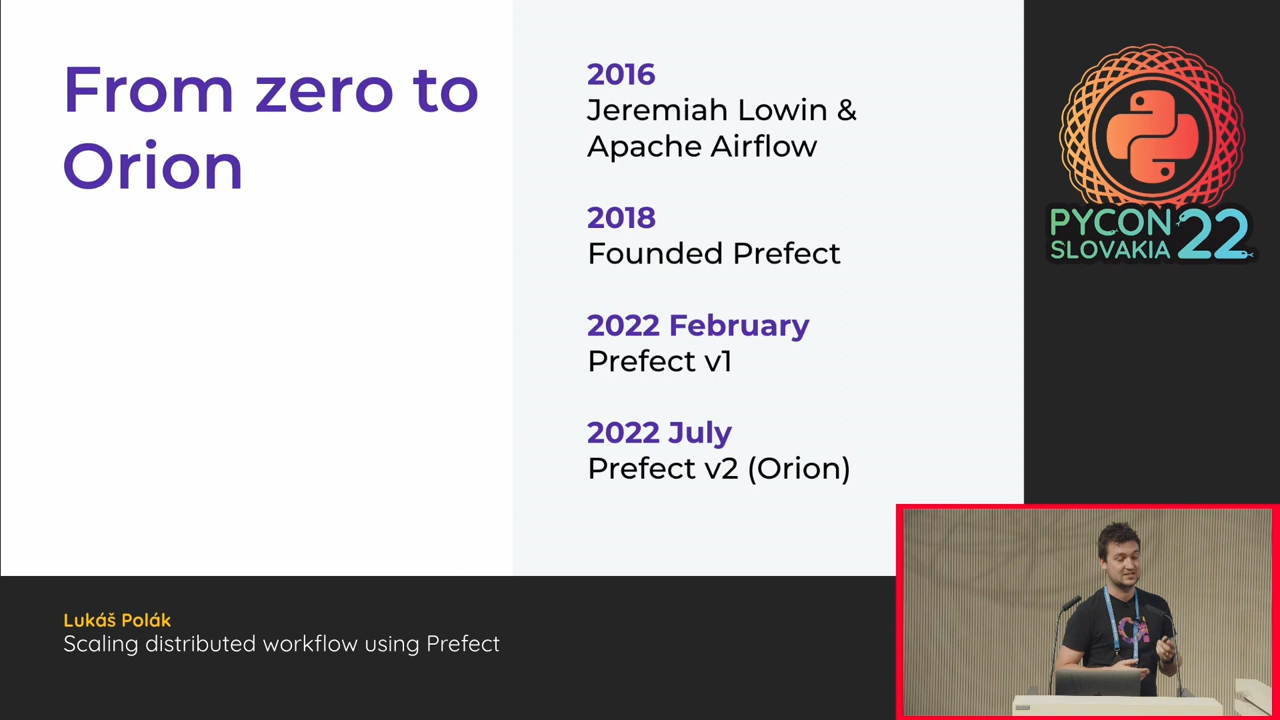 From zero to
Orion
2016
Jeremiah Lowin &
Apache Airflow
2018
Founded Prefect
2022 February
Prefect v1
2022 July
Prefect v2 (Orion)
PYCON
SLOVAKIA
22
Lukáš Polák
Scaling distributed workflow using Prefect